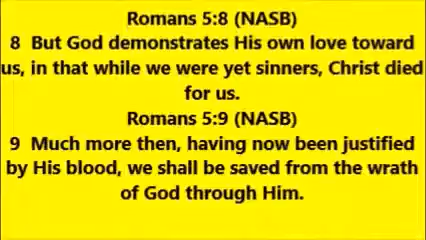 Romans 5:8 (NASB)
8  But God demonstrates His own love toward
us, in that while we were yet sinners, Christ died
for us.
Romans 5:9 (NASB)
9  Much more then, having now been justified
by His blood, we shall be saved from the wrath
of God through Him.